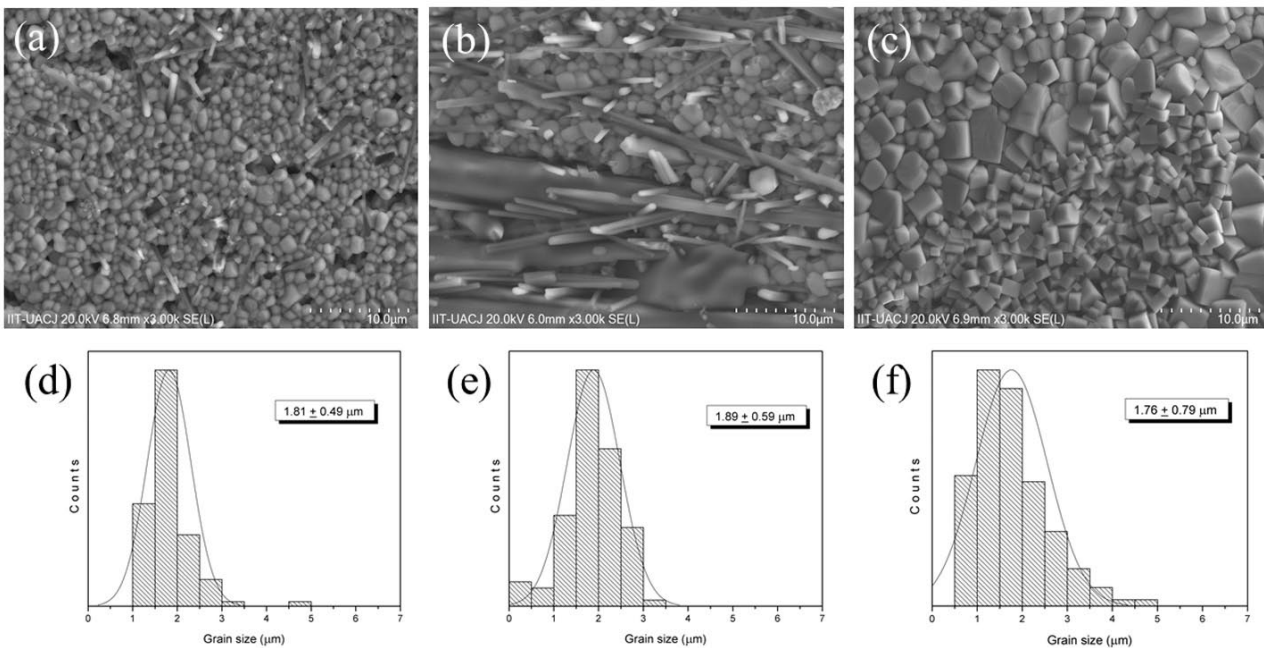 (a)
(b)
(c)
IIT-UACJ 20.0kV 6.8mm x3.00k SE(L) 10.0µm
IIT-UACJ 20.0kV 6.0mm x3.00k SE(L) 10.0µm
IIT-UACJ 20.0kV 6.9mm x3.00k SE(L) 10.0µm
(d)
1.81 ± 0.49 µm
Counts
0 1 2 3 4 5 6 7
Grain size (µm)
(e)
1.89 ± 0.59 µm
Counts
0 1 2 3 4 5 6 7
Grain size (µm)
(f)
1.76 ± 0.79 µm
Counts
0 1 2 3 4 5 6 7
Grain size (µm)